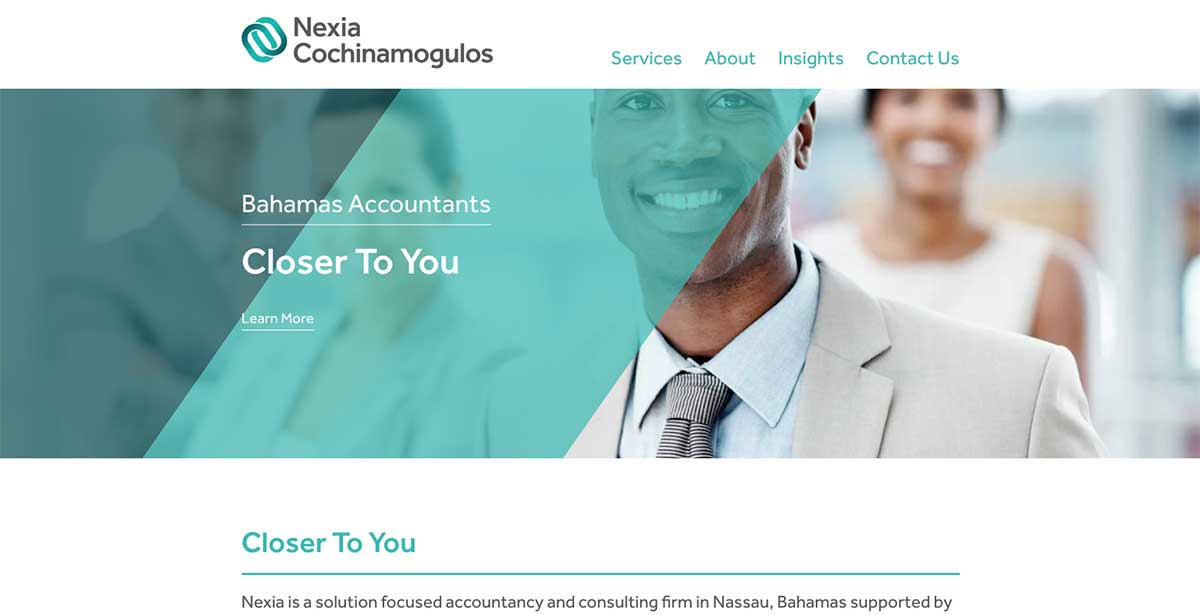 Nexia
Cochinamogulos
Services About Insights Contact Us
Bahamas Accountants
Closer To You
Learn More
Closer To You
Nexia is a solution focused accountancy and consulting firm in Nassau, Bahamas supported by